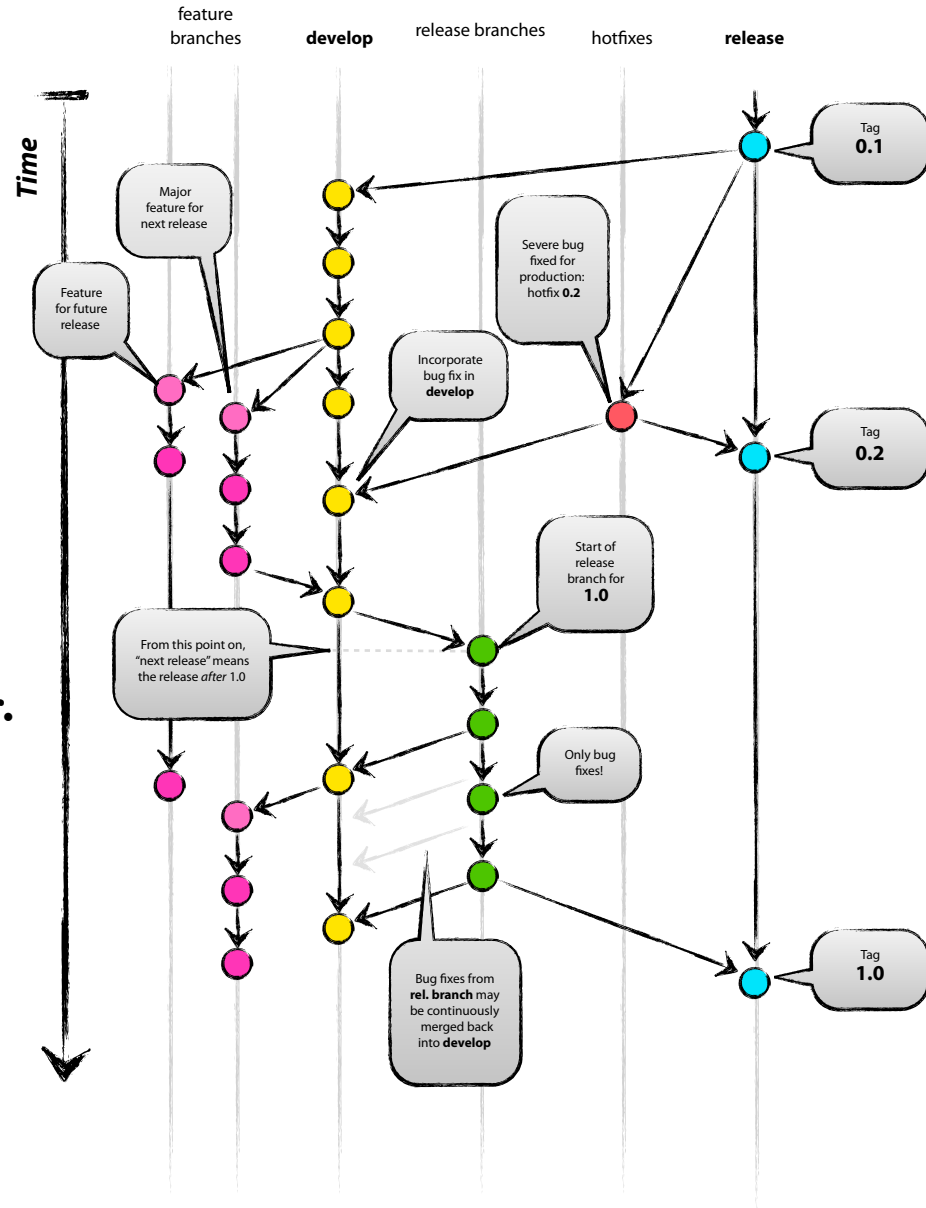 feature
branches
develop
release branches
hotfixes
release
Time
Tag
0.1
Major
feature for
next release
Severe bug
fixed for
production:
hotfix 0.2
Feature
for future
release
Incorporate
bug fix in
develop
Tag
0.2
Start of
release
branch for
1.0
From this point on,
“next release” means
the release after 1.0
Only bug
fixes!
Tag
1.0
Bug fixes from
rel. branch may
be continuously
merged back
into develop